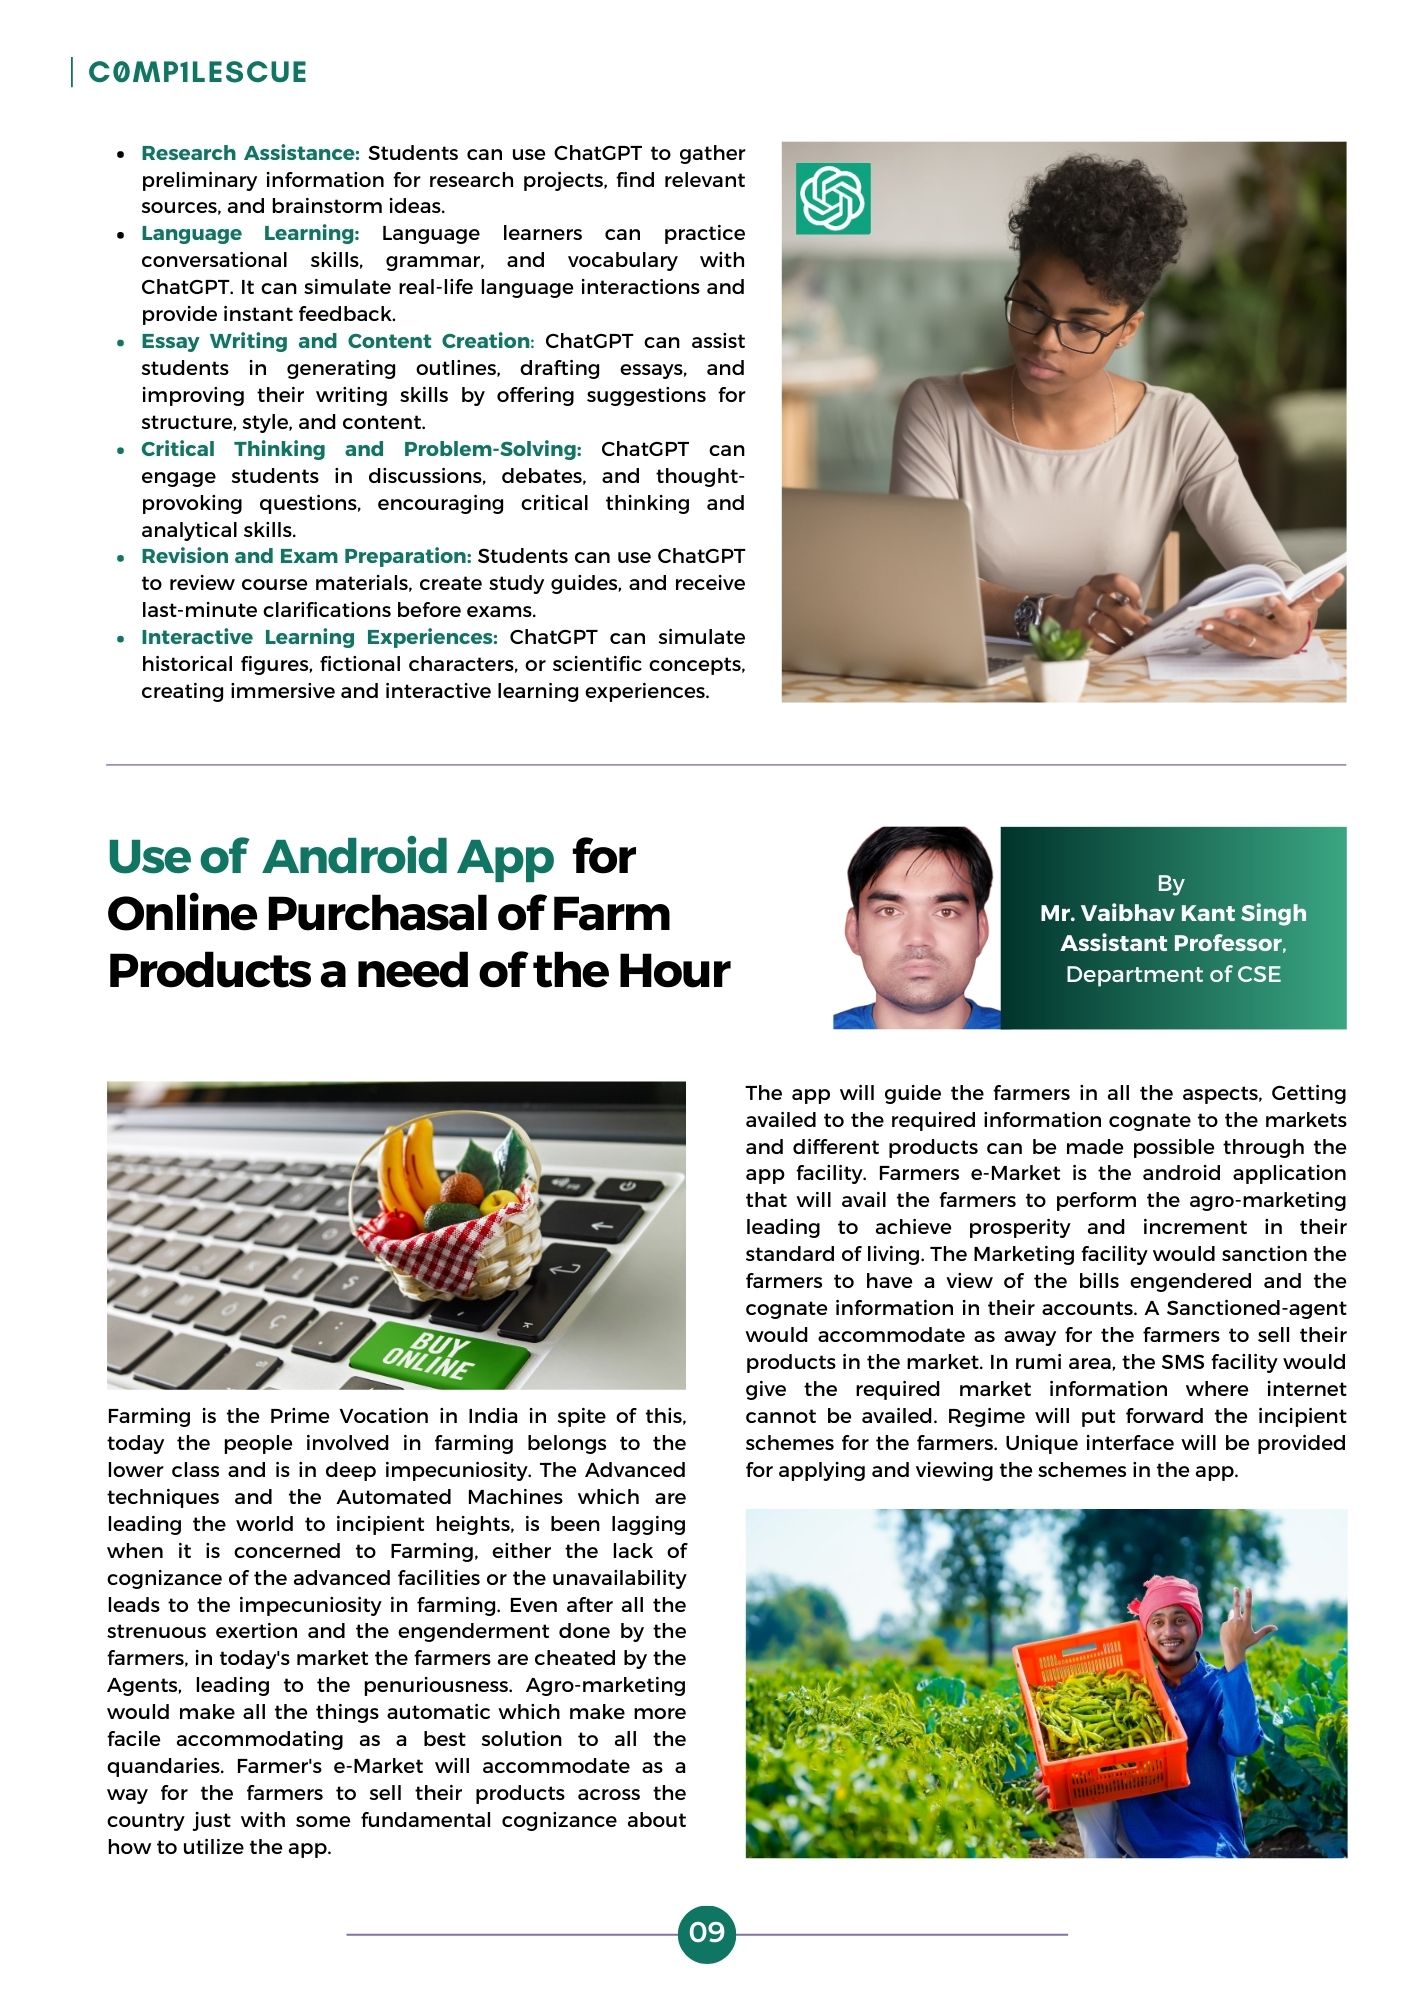 C0MP1LESCUE
Research Assistance: Students can use ChatGPT to gather
preliminary information for research projects, find relevant
sources, and brainstorm ideas.
Language Learning: Language learners can practice
conversational skills, grammar, and vocabulary with
ChatGPT. It can simulate real-life language interactions and
provide instant feedback.
Essay Writing and Content Creation: ChatGPT can assist
students in generating outlines, drafting essays, and
improving their writing skills by offering suggestions for
structure, style, and content.
Critical Thinking and Problem-Solving: ChatGPT can
engage students in discussions, debates, and thought-
provoking questions, encouraging critical thinking and
analytical skills.
Revision and Exam Preparation: Students can use ChatGPT
to review course materials, create study guides, and receive
last-minute clarifications before exams.
Interactive Learning Experiences: ChatGPT can simulate
historical figures, fictional characters, or scientific concepts,
creating immersive and interactive learning experiences.
Use of Android App for
Online Purchasal of Farm
Products a need of the Hour
By
Mr. Vaibhav Kant Singh
Assistant Professor,
Department of CSE
BUY
ONLINE
Farming is the Prime Vocation in India in spite of this,
today the people involved in farming belongs to the
lower class and is in deep impecuniosity. The Advanced
techniques and the Automated Machines which are
leading the world to incipient heights, is been lagging
when it is concerned to Farming, either the lack of
cognizance of the advanced facilities or the unavailability
leads to the impecuniosity in farming. Even after all the
strenuous exertion and the engenderment done by the
farmers, in today's market the farmers are cheated by the
Agents, leading to the penuriousness. Agro-marketing
would make all the things automatic which make more
facile accommodating as a best solution to all the
quandaries. Farmer's e-Market will accommodate as a
way for the farmers to sell their products across the
country just with some fundamental cognizance about
how to utilize the app.
The app will guide the farmers in all the aspects, Getting
availed to the required information cognate to the markets
and different products can be made possible through the
app facility. Farmers e-Market is the android application
that will avail the farmers to perform the agro-marketing
leading to achieve prosperity and increment in their
standard of living. The Marketing facility would sanction the
farmers to have a view of the bills engendered and the
cognate information in their accounts. A Sanctioned-agent
would accommodate as away for the farmers to sell their
products in the market. In rumi area, the SMS facility would
give the required market information where internet
cannot be availed. Regime will put forward the incipient
schemes for the farmers. Unique interface will be provided
for applying and viewing the schemes in the app.
09